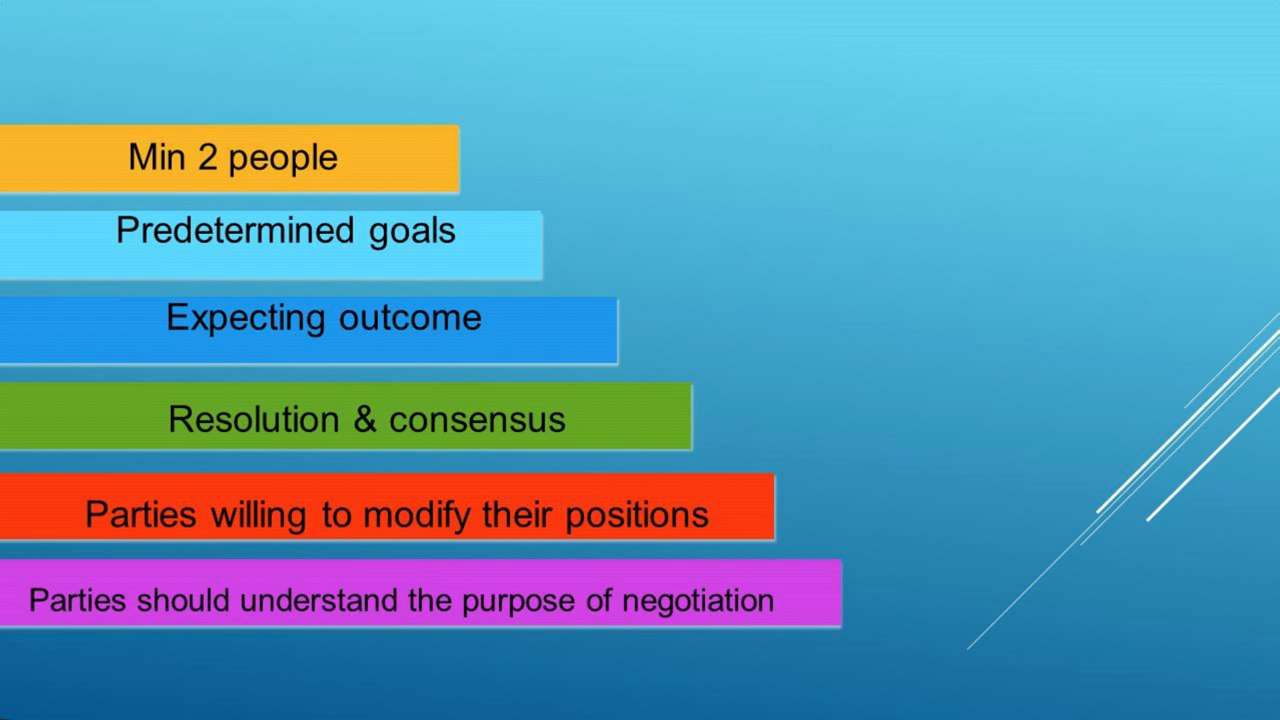 Min 2 people
Predetermined goals
Expecting outcome
Resolution & consensus
Parties willing to modify their positions
Parties should understand the purpose of negotiation